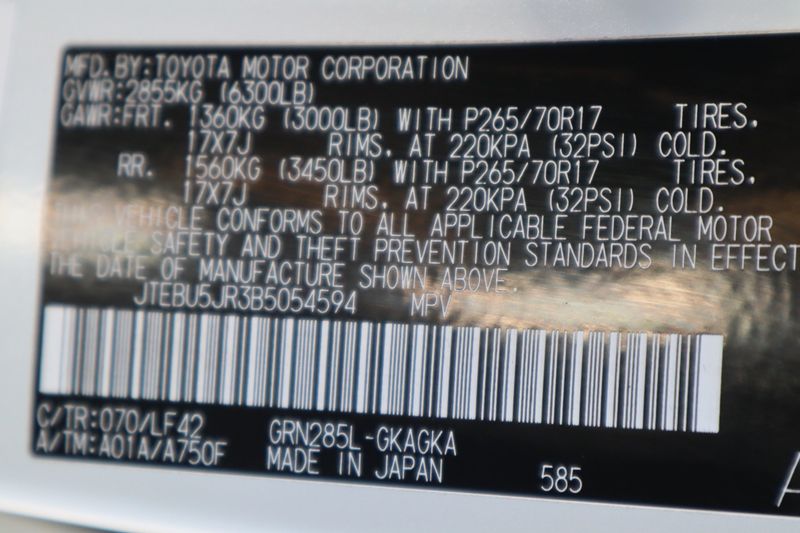 MFD.BY:TOYOTA MOTOR CORPORATION
GVWR:2855KG (6300LB)
GAWR:FRT. 1360KG (3000LB) WITH P265/70R17 TIRES,
17X7J RIMS, AT 220KPA (32PSI) COLD.
RR. 1560KG (3450LB) WITH P265/70R17 TIRES,
17X7J RIMS, AT 220KPA (32PSI) COLD.
THIS VEHICLE CONFORMS TO ALL APPLICABLE FEDERAL MOTOR
VEHICLE SAFETY AND THEFT PREVENTION STANDARDS IN EFFECT
THE DATE OF MANUFACTURE SHOWN ABOVE.
JTEBU5JR3B5054594 MPV
C/TR:070/LF42
A/TM:A01A/A750F
GRN285L-GKAGKA
MADE IN JAPAN
585